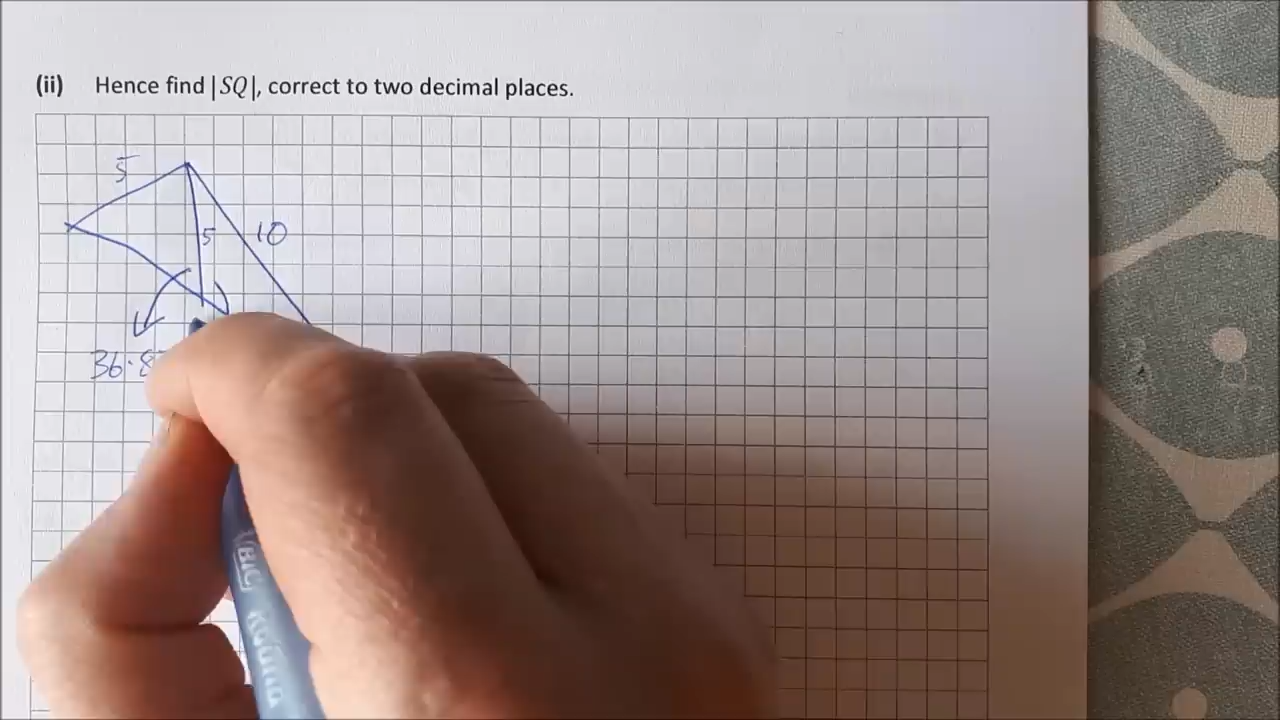 (ii) Hence find |SQ|, correct to two decimal places.
5
5 10
36.8
BIC